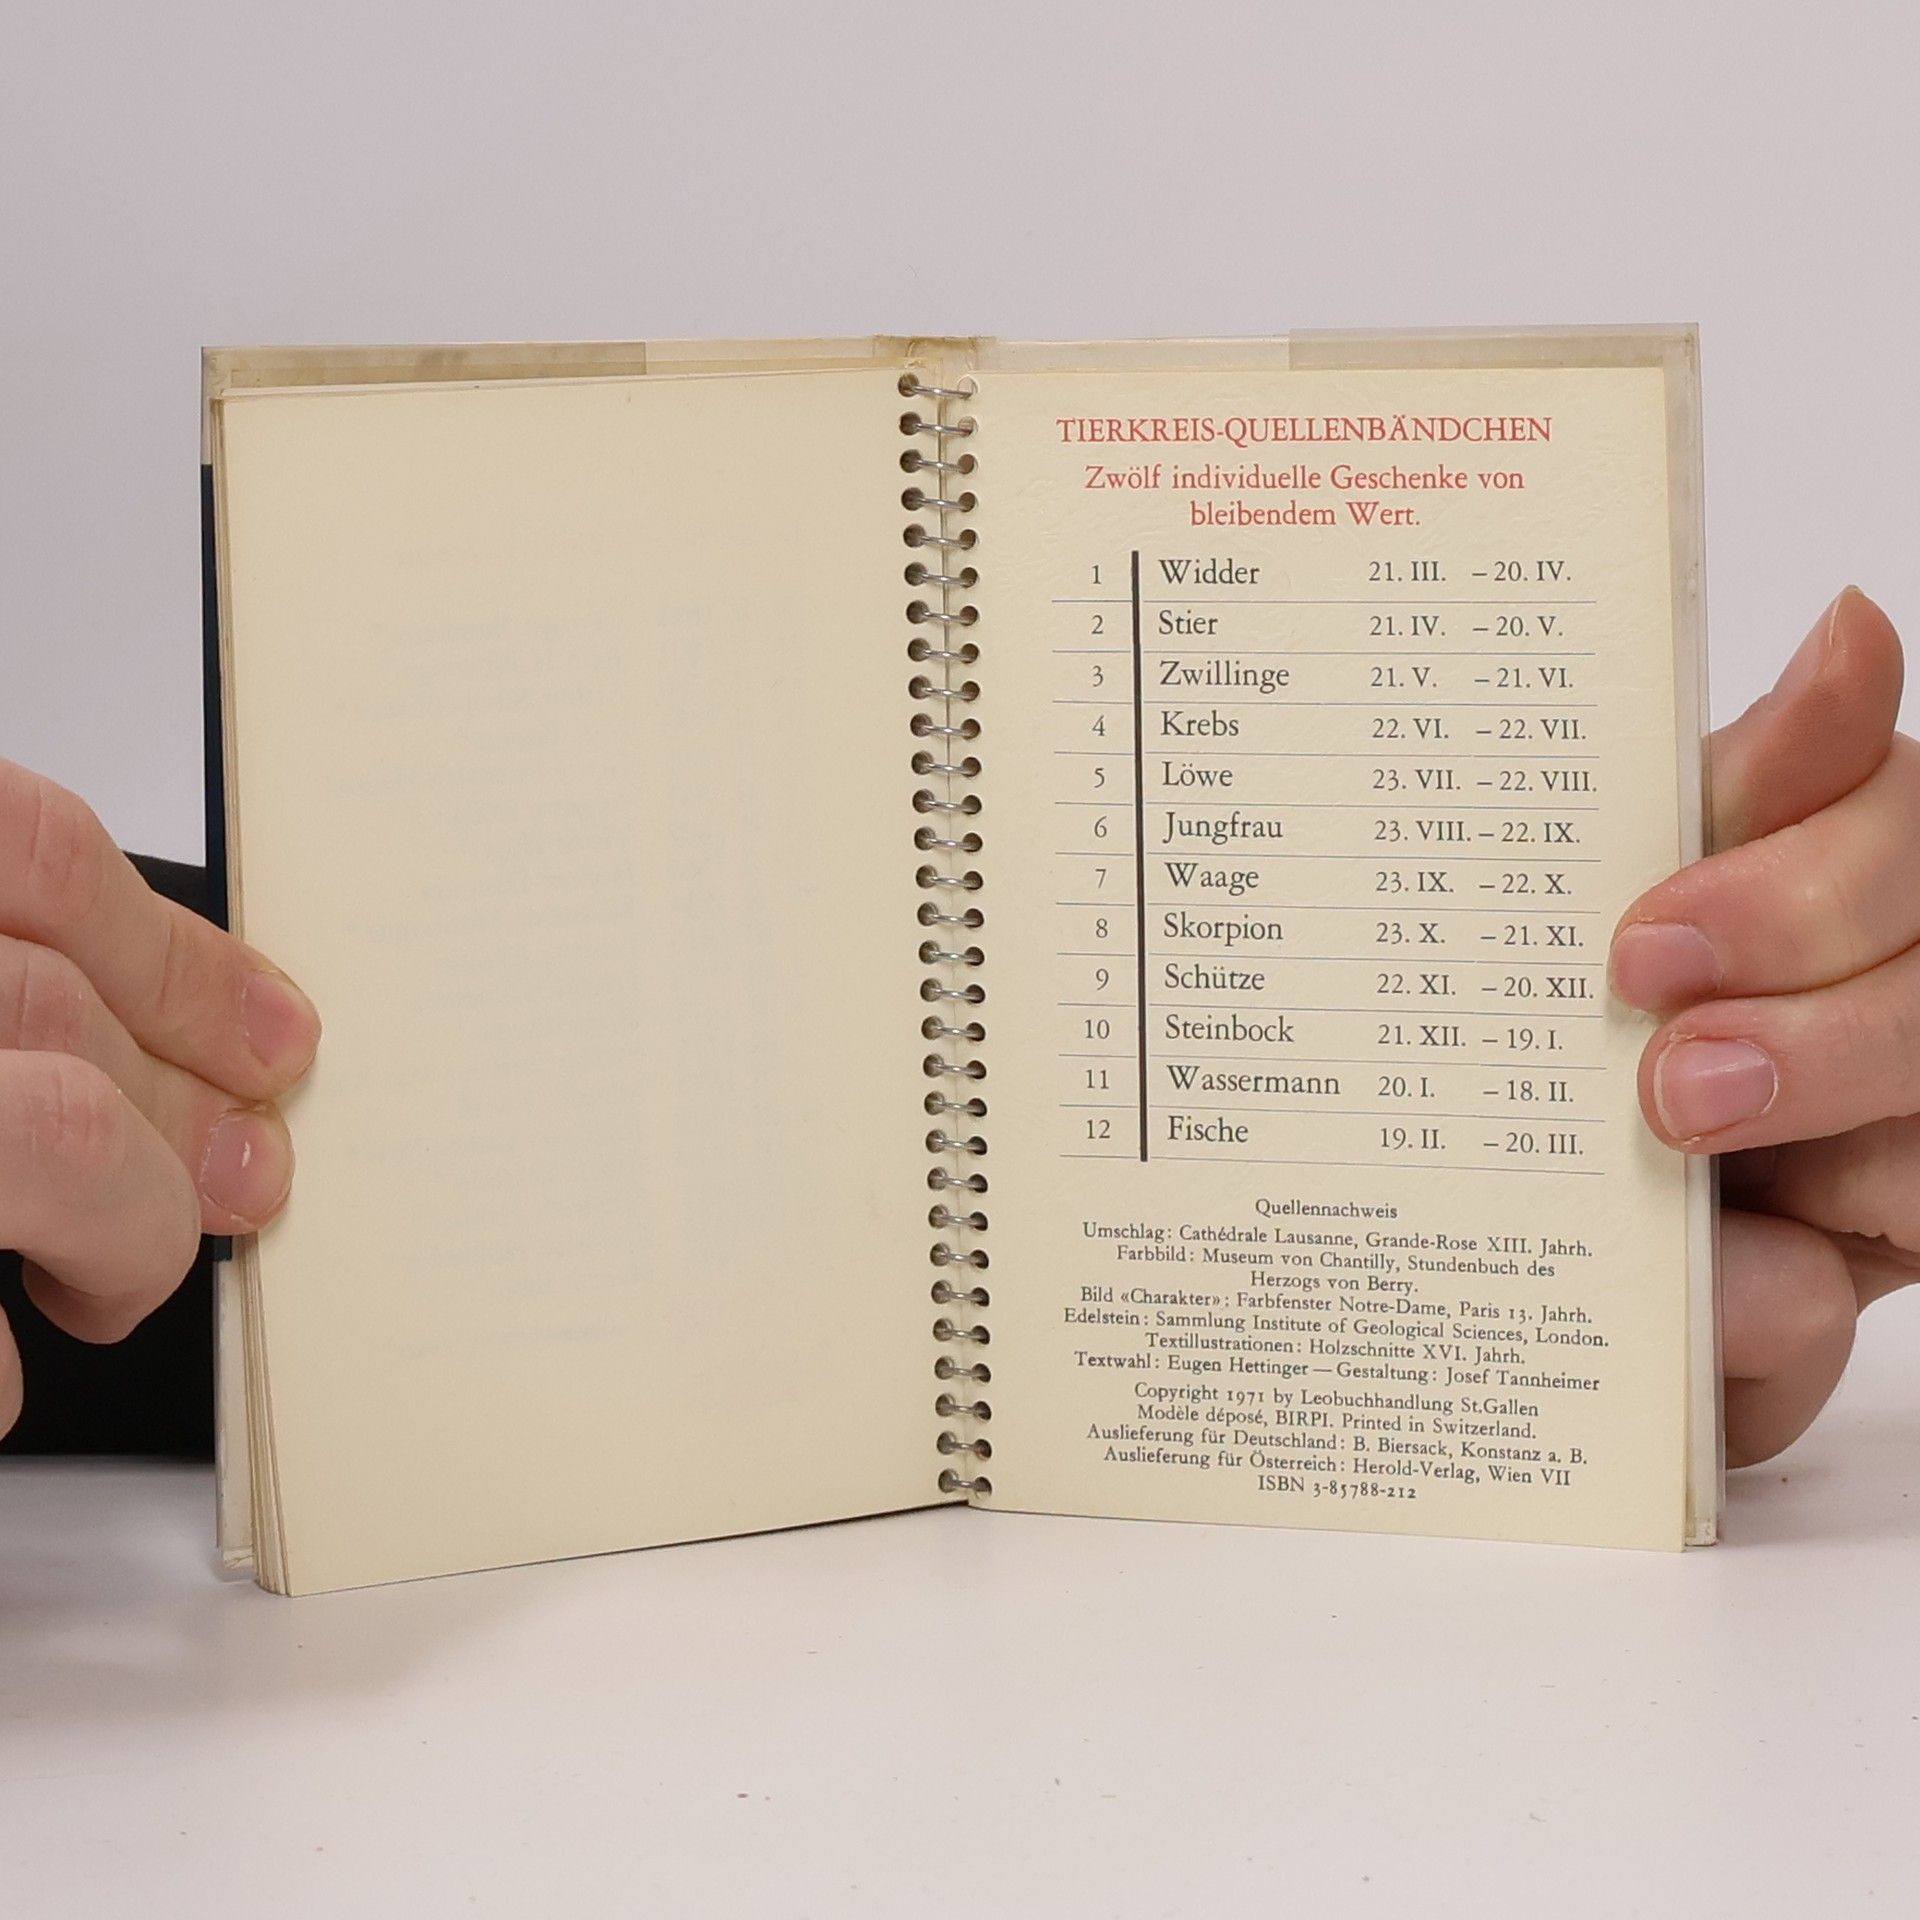 TIERKREIS-QUELLENBÄNDCHEN
Zwölf individuelle Geschenke von
bleibendem Wert.
1 Widder 21. III. – 20. IV.
2 Stier 21. IV. – 20. V.
3 Zwillinge 21. V. – 21. VI.
4 Krebs 22. VI. – 22. VII.
5 Löwe 23. VII. – 22. VIII.
6 Jungfrau 23. VIII. – 22. IX.
7 Waage 23. IX. – 22. X.
8 Skorpion 23. X. – 21. XI.
9 Schütze 22. XI. – 20. XII.
10 Steinbock 21. XII. – 19. I.
11 Wassermann 20. I. – 18. II.
12 Fische 19. II. – 20. III.
Quellennachweis
Umschlag: Cathédrale Lausanne, Grande-Rose XIII. Jahrh.
Farbbild: Museum von Chantilly, Stundenbuch des
Herzogs von Berry.
Bild «Charakter»: Farbfenster Notre-Dame, Paris 13. Jahrh.
Edelstein: Sammlung Institute of Geological Sciences, London.
Textillustrationen: Holzschnitte XVI. Jahrh.
Textwahl: Eugen Hettinger — Gestaltung: Josef Tannheimer
Copyright 1971 by Leobuchhandlung St.Gallen
Modèle déposé, BIRPI. Printed in Switzerland.
Auslieferung für Deutschland: B. Biersack, Konstanz a. B.
Auslieferung für Österreich: Herold-Verlag, Wien VII
ISBN 3-85788-212